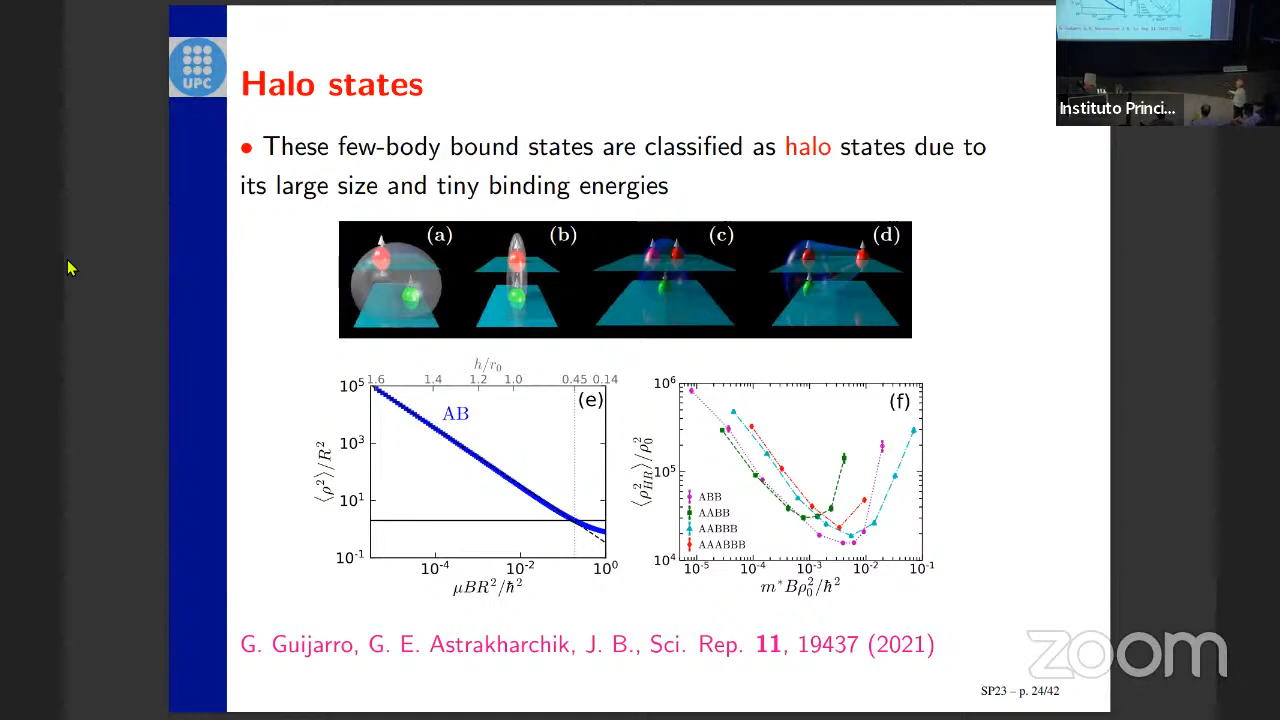 UPC
Halo states
Instituto Princi...
• These few-body bound states are classified as halo states due to
its large size and tiny binding energies
(a) (b) (c) (d)
h/r₀
1.6 1.4 1.2 1.0 0.45 0.14
10⁵
10³
10¹
10⁻¹
⟨ρ²⟩/R²
AB
(e)
10⁻⁴ 10⁻² 10⁰
μBR²/ħ²
10⁶
10⁵
10⁴
⟨ρ²_HR⟩/ρ₀²
(f)
ABB
AABB
AABBB
AAABBB
10⁻⁵ 10⁻⁴ 10⁻³ 10⁻² 10⁻¹
m*Bρ₀²/ħ²
G. Guijarro, G. E. Astrakharchik, J. B., Sci. Rep. 11, 19437 (2021)
zoom
SP23 – p. 24/42